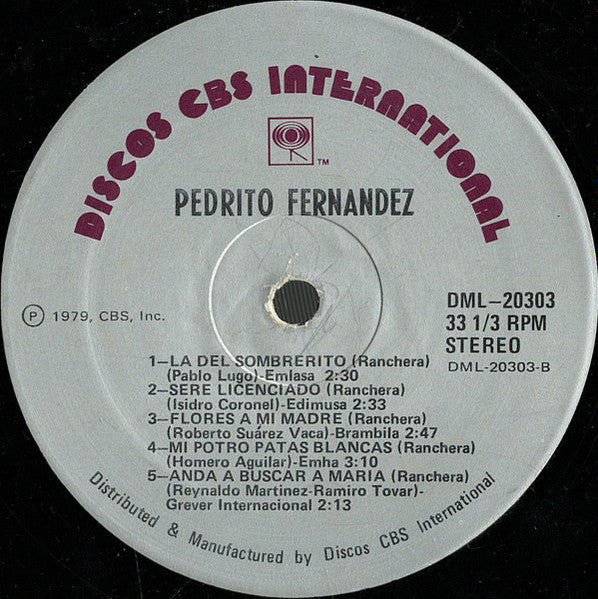 DISCOS CBS INTERNATIONAL
TM
PEDRITO FERNANDEZ
℗ 1979, CBS, Inc.
DML-20303
33 1/3 RPM
STEREO
DML-20303-B
1-LA DEL SOMBRERITO (Ranchera)
(Pablo Lugo)-Emlasa 2:30
2-SERE LICENCIADO (Ranchera)
(Isidro Coronel)-Edimusa 2:33
3-FLORES A MI MADRE (Ranchera)
(Roberto Suárez Vaca)-Brambila 2:47
4-MI POTRO PATAS BLANCAS (Ranchera)
(Homero Aguilar)-Emha 3:10
5-ANDA A BUSCAR A MARIA (Ranchera)
(Reynaldo Martinez-Ramiro Tovar)-
Grever Internacional 2:13
Distributed & Manufactured by Discos CBS International